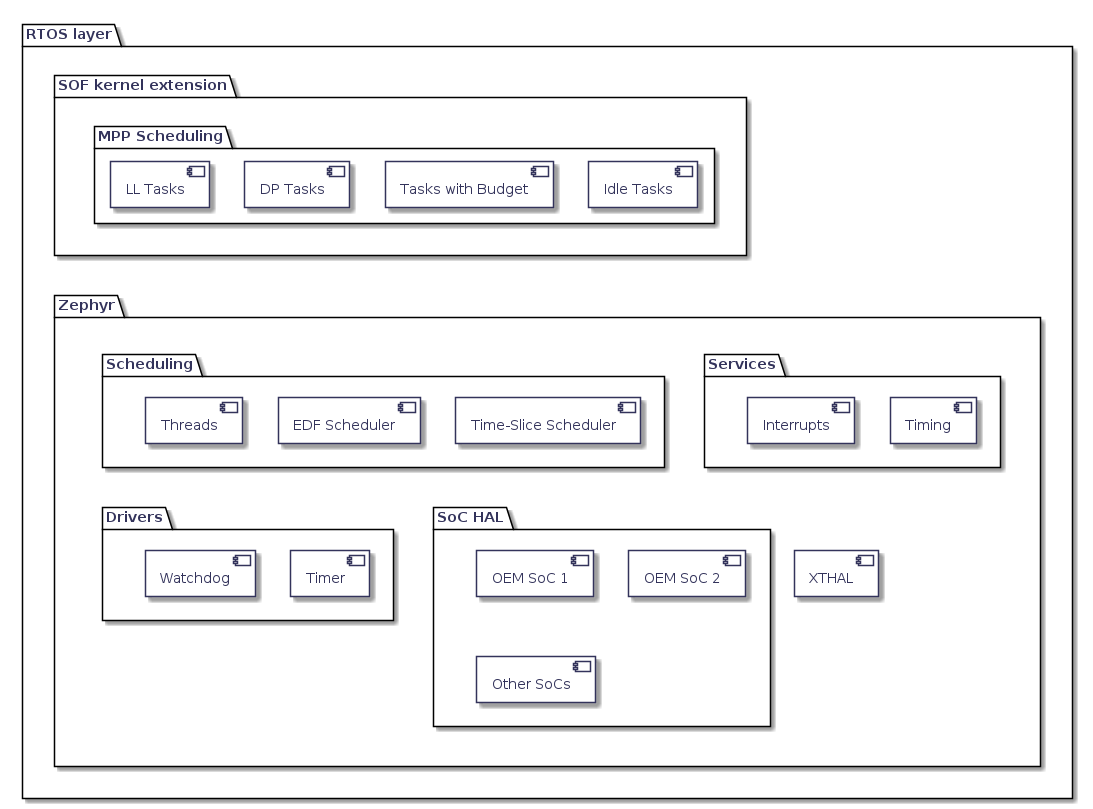 RTOS layer
SOF kernel extension
MPP Scheduling
LL Tasks
DP Tasks
Tasks with Budget
Idle Tasks
Zephyr
Scheduling
Threads
EDF Scheduler
Time-Slice Scheduler
Services
Interrupts
Timing
Drivers
Watchdog
Timer
SoC HAL
OEM SoC 1
OEM SoC 2
Other SoCs
XTHAL